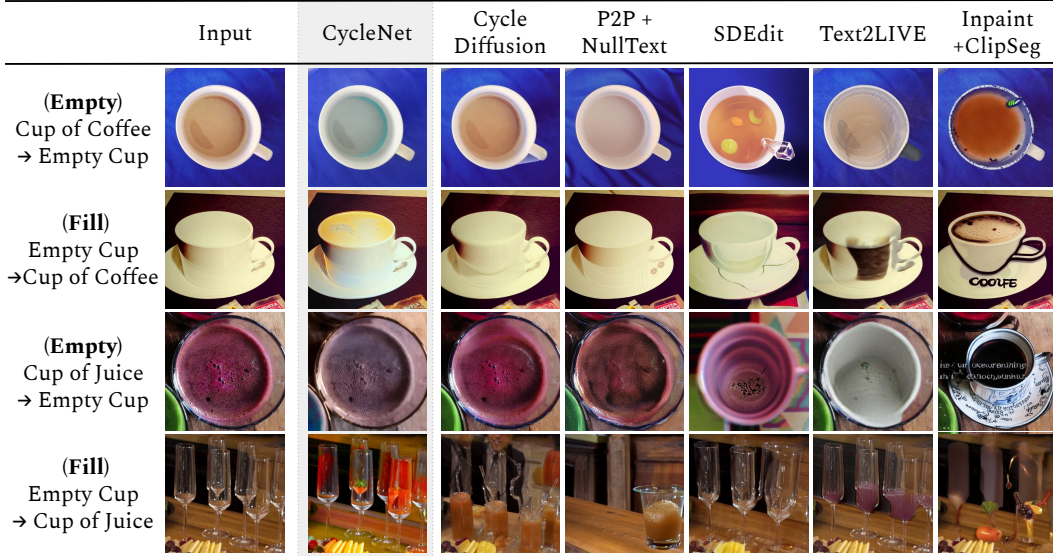 Input
CycleNet
Cycle
Diffusion
P2P +
NullText
SDEdit
Text2LIVE
Inpaint
+ClipSeg
(Empty)
Cup of Coffee
→ Empty Cup
(Fill)
Empty Cup
→Cup of Coffee
COOLFE
(Empty)
Cup of Juice
→ Empty Cup
(Fill)
Empty Cup
→ Cup of Juice